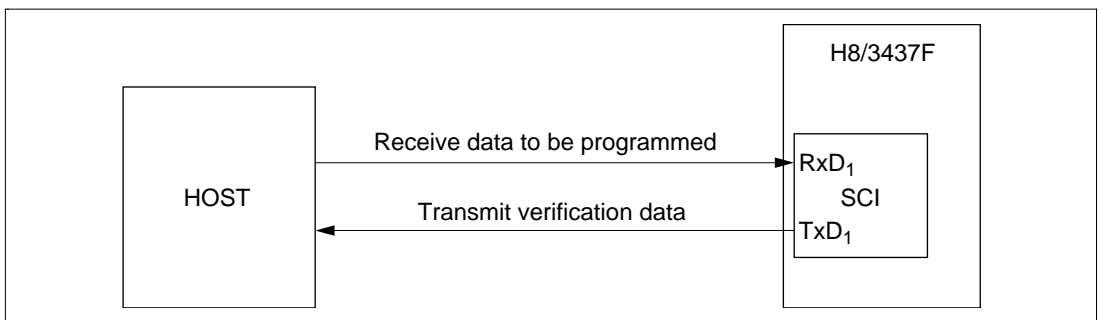 H8/3437F
Receive data to be programmed
RxD₁
HOST
SCI
Transmit verification data
TxD₁